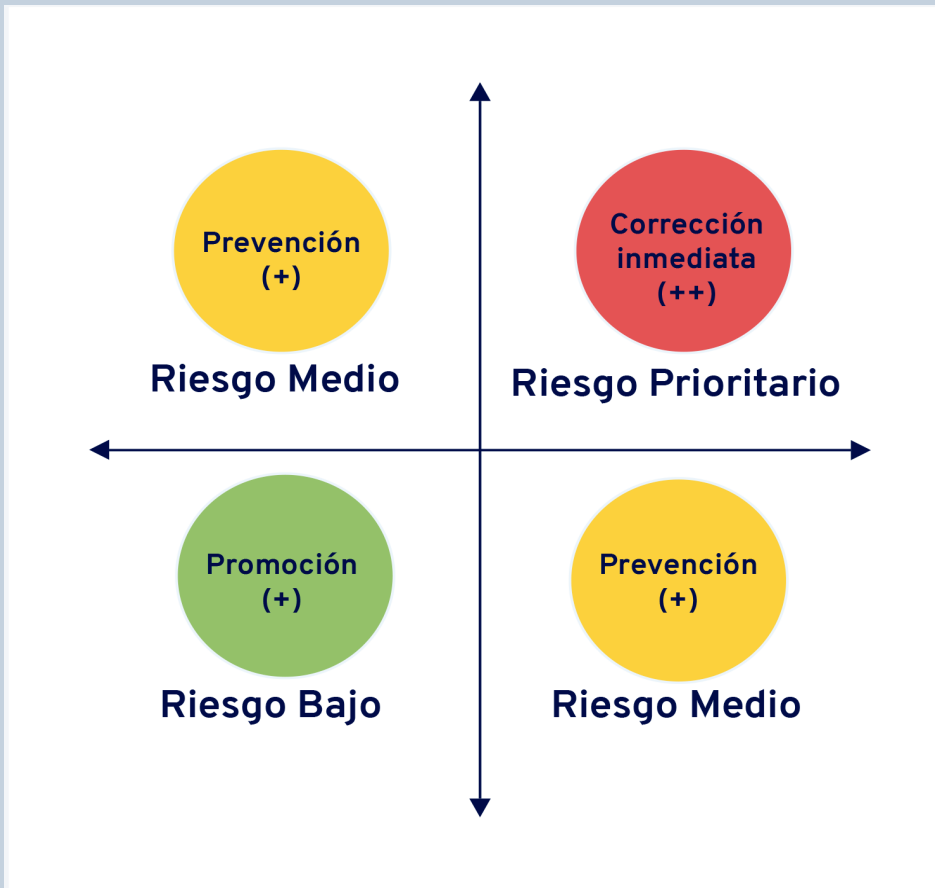 Prevención
(+)
Riesgo Medio
Corrección
inmediata
(++)
Riesgo Prioritario
Promoción
(+)
Riesgo Bajo
Prevención
(+)
Riesgo Medio